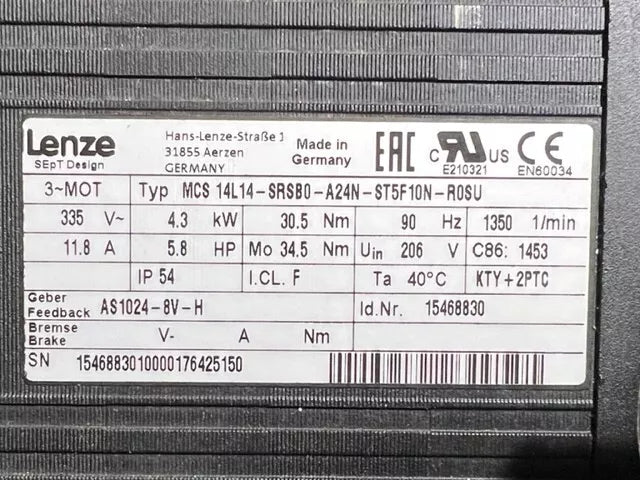 Lenze
SEpT Design
Hans-Lenze-Straße 1
31855 Aerzen
GERMANY
Made in
Germany
EAC
c UR US
E210321
CE
EN60034
3~MOT Typ MCS 14L14-SRSB0-A24N-ST5F10N-R0SU
335 V~ 4.3 kW 30.5 Nm 90 Hz 1350 1/min
11.8 A 5.8 HP Mo 34.5 Nm Uin 206 V C86: 1453
IP 54 I.CL. F Ta 40°C KTY+2PTC
Geber
Feedback AS1024-8V-H Id.Nr. 15468830
Bremse
Brake V- A Nm
SN 1546883010000176425150